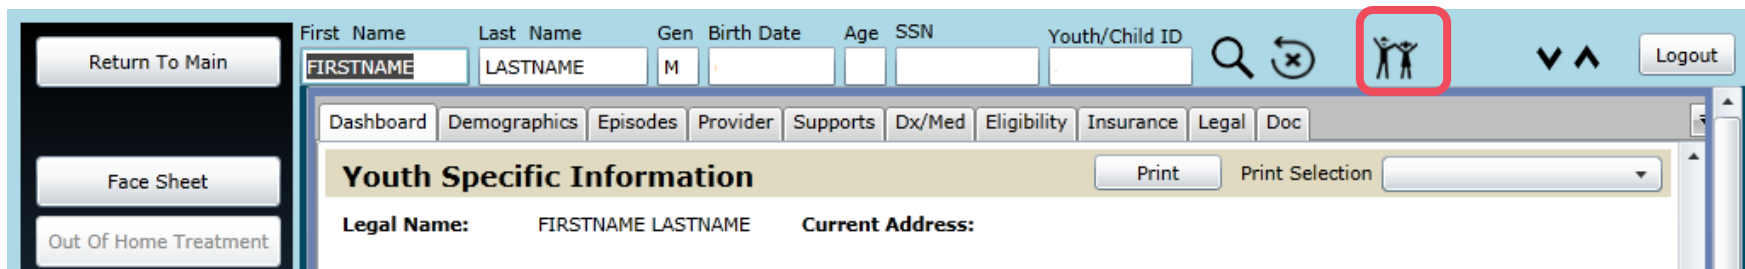 Return To Main
First Name Last Name Gen Birth Date Age SSN Youth/Child ID
FIRSTNAME LASTNAME M
Logout
Dashboard Demographics Episodes Provider Supports Dx/Med Eligibility Insurance Legal Doc
Face Sheet
Youth Specific Information Print Print Selection
Out Of Home Treatment
Legal Name: FIRSTNAME LASTNAME Current Address: